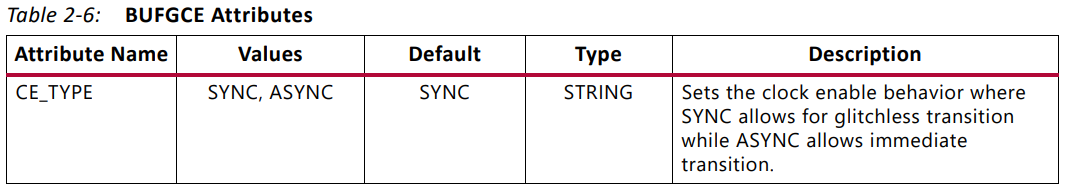 Table 2-6: BUFGCE Attributes
Attribute Name Values Default Type Description
CE_TYPE SYNC, ASYNC SYNC STRING Sets the clock enable behavior where
SYNC allows for glitchless transition
while ASYNC allows immediate
transition.